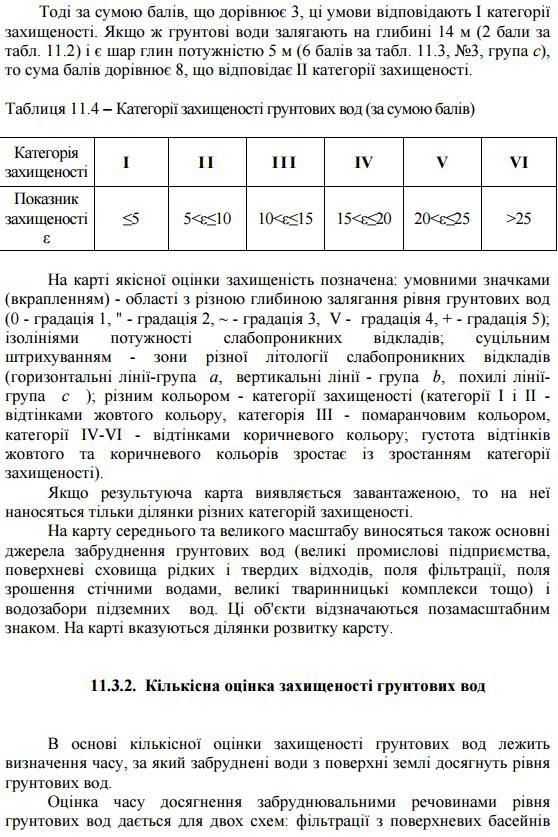 Тоді за сумою балів, що дорівнює 3, ці умови відповідають I категорії
захищеності. Якщо ж грунтові води залягають на глибині 14 м (2 бали за
табл. 11.2) і є шар глин потужністю 5 м (6 балів за табл. 11.3, №3, група с),
то сума балів дорівнює 8, що відповідає II категорії захищеності.
Таблиця 11.4 – Категорії захищеності грунтових вод (за сумою балів)
Категорія захищеності I II III IV V VI
Показник захищеності ε ≤5 5<ε≤10 10<ε≤15 15<ε≤20 20<ε≤25 >25
На карті якісної оцінки захищеність позначена: умовними значками
(вкрапленням) - області з різною глибиною залягання рівня грунтових вод
(0 - градація 1, " - градація 2, ~ - градація 3, V - градація 4, + - градація 5);
ізолініями потужності слабопроникних відкладів; суцільним
штрихуванням - зони різної літології слабопроникних відкладів
(горизонтальні лінії-група a, вертикальні лінії - група b, похилі лінії-
група c ); різним кольором - категорії захищеності (категорії I і II -
відтінками жовтого кольору, категорія III - помаранчовим кольором,
категорії IV-VI - відтінками коричневого кольору; густота відтінків
жовтого та коричневого кольорів зростає із зростанням категорії
захищеності).
Якщо результуюча карта виявляється завантаженою, то на неї
наносяться тільки ділянки різних категорій захищеності.
На карту середнього та великого масштабу виносяться також основні
джерела забруднення грунтових вод (великі промислові підприємства,
поверхневі сховища рідких і твердих відходів, поля фільтрації, поля
зрошення стічними водами, великі тваринницькі комплекси тощо) і
водозабори підземних вод. Ці об'єкти відзначаються позамасштабним
знаком. На карті вказуються ділянки розвитку карсту.
11.3.2. Кількісна оцінка захищеності грунтових вод
В основі кількісної оцінки захищеності грунтових вод лежить
визначення часу, за який забруднені води з поверхні землі досягнуть рівня
грунтових вод.
Оцінка часу досягнення забруднювальними речовинами рівня
грунтових вод дається для двох схем: фільтрації з поверхневих басейнів